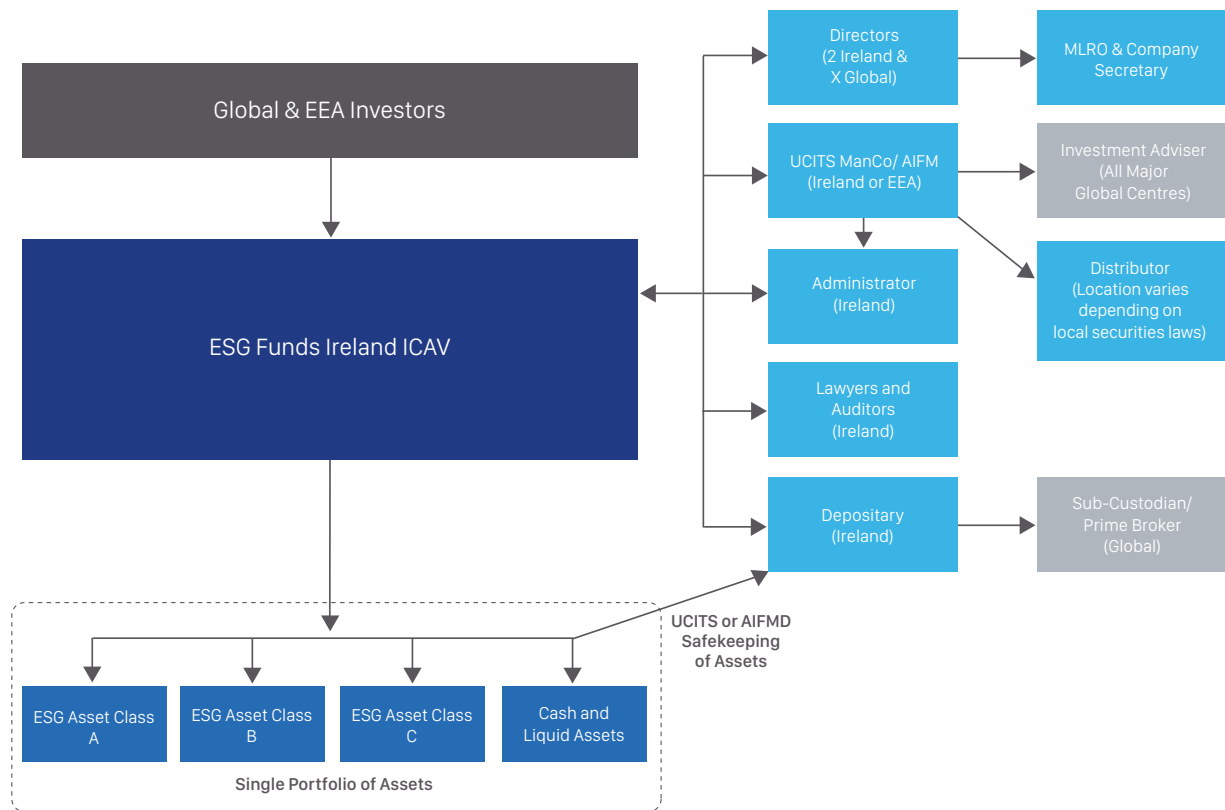 Global & EEA Investors
ESG Funds Ireland ICAV
Directors
(2 Ireland &
X Global)
MLRO & Company
Secretary
UCITS ManCo/ AIFM
(Ireland or EEA)
Investment Adviser
(All Major
Global Centres)
Administrator
(Ireland)
Distributor
(Location varies
depending on
local securities laws)
Lawyers and
Auditors
(Ireland)
Depositary
(Ireland)
Sub-Custodian/
Prime Broker
(Global)
UCITS or AIFMD
Safekeeping
of Assets
ESG Asset Class
A
ESG Asset Class
B
ESG Asset Class
C
Cash and
Liquid Assets
Single Portfolio of Assets